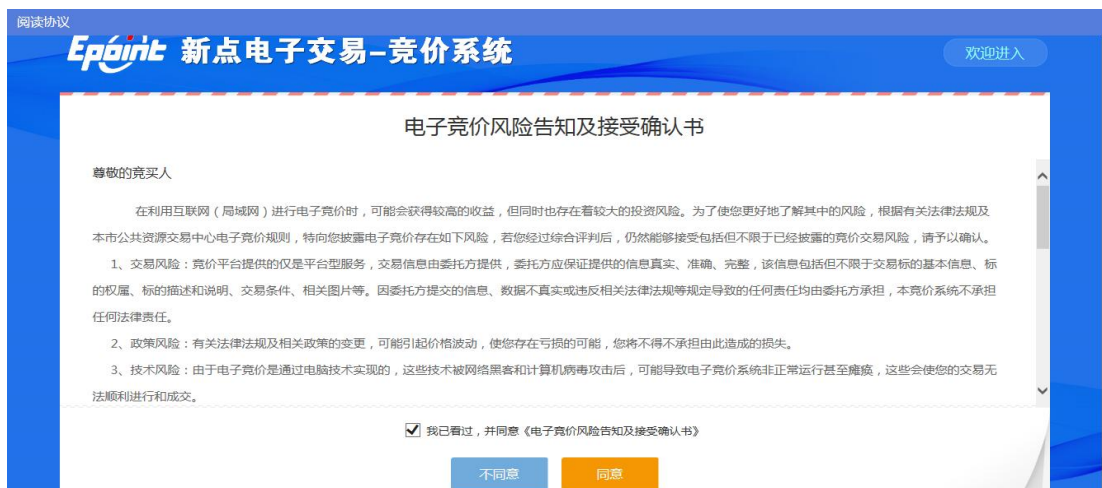 阅读协议
Epoint 新点电子交易-竞价系统
欢迎进入
电子竞价风险告知及接受确认书
尊敬的竞买人
在利用互联网（局域网）进行电子竞价时，可能会获得较高的收益，但同时也存在着较大的投资风险。为了使您更好地了解其中的风险，根据有关法律法规及
本市公共资源交易中心电子竞价规则，特向您披露电子竞价存在如下风险，若您经过综合评判后，仍然能够接受包括但不限于已经披露的竞价交易风险，请予以确认。
1、交易风险：竞价平台提供的仅是平台型服务，交易信息由委托方提供，委托方应保证提供的信息真实、准确、完整，该信息包括但不限于交易标的基本信息、标
的权属、标的描述和说明、交易条件、相关图片等。因委托方提交的信息、数据不真实或违反相关法律法规等规定导致的任何责任均由委托方承担，本竞价系统不承担
任何法律责任。
2、政策风险：有关法律法规及相关政策的变更，可能引起价格波动，使您存在亏损的可能，您将不得不承担由此造成的损失。
3、技术风险：由于电子竞价是通过电脑技术实现的，这些技术被网络黑客和计算机病毒攻击后，可能导致电子竞价系统非正常运行甚至瘫痪，这些会使您的交易无
法顺利进行和成交。
我已看过，并同意《电子竞价风险告知及接受确认书》
不同意
同意